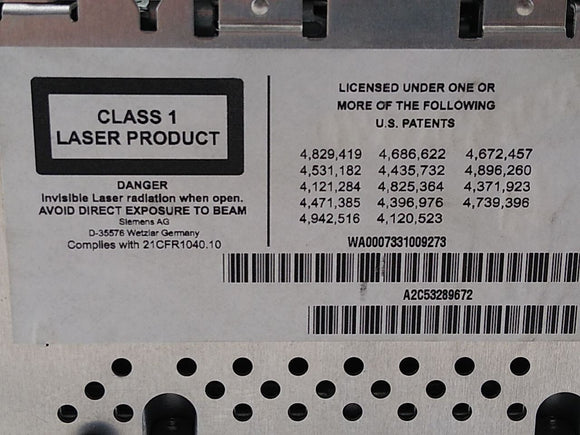 CLASS 1
LASER PRODUCT
DANGER
Invisible Laser radiation when open.
AVOID DIRECT EXPOSURE TO BEAM
Siemens AG
D-35576 Wetzlar Germany
Complies with 21CFR1040.10
LICENSED UNDER ONE OR
MORE OF THE FOLLOWING
U.S. PATENTS
4,829,419 4,686,622 4,672,457
4,531,182 4,435,732 4,896,260
4,121,284 4,825,364 4,371,923
4,471,385 4,396,976 4,739,396
4,942,516 4,120,523
WA0007331009273
A2C53289672